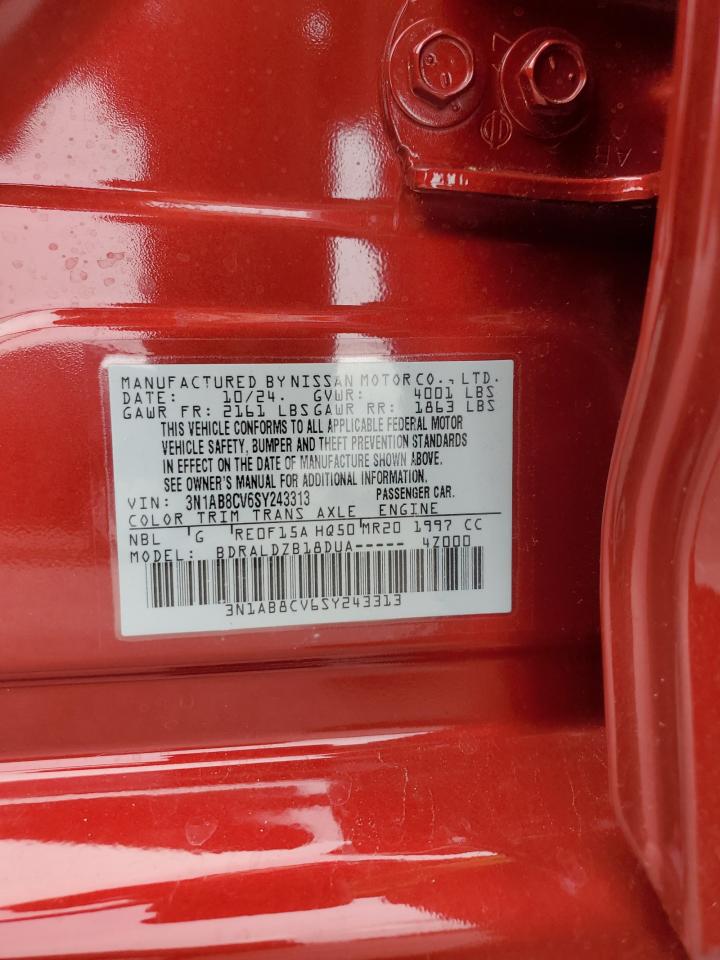 MANUFACTURED BY NISSAN MOTOR CO., LTD.
DATE: 10/24. GVWR: 4001 LBS
GAWR FR: 2161 LBS GAWR RR: 1863 LBS
THIS VEHICLE CONFORMS TO ALL APPLICABLE FEDERAL MOTOR
VEHICLE SAFETY, BUMPER AND THEFT PREVENTION STANDARDS
IN EFFECT ON THE DATE OF MANUFACTURE SHOWN ABOVE.
SEE OWNER'S MANUAL FOR ADDITIONAL INFORMATION.
VIN: 3N1AB8CV6SY243313 PASSENGER CAR.
COLOR TRIM TRANS AXLE ENGINE
NBL G RE0F15A HQ50 MR20 1997 CC
MODEL: BDRALDZB18DUA----- 4Z000
3N1AB8CV6SY243313